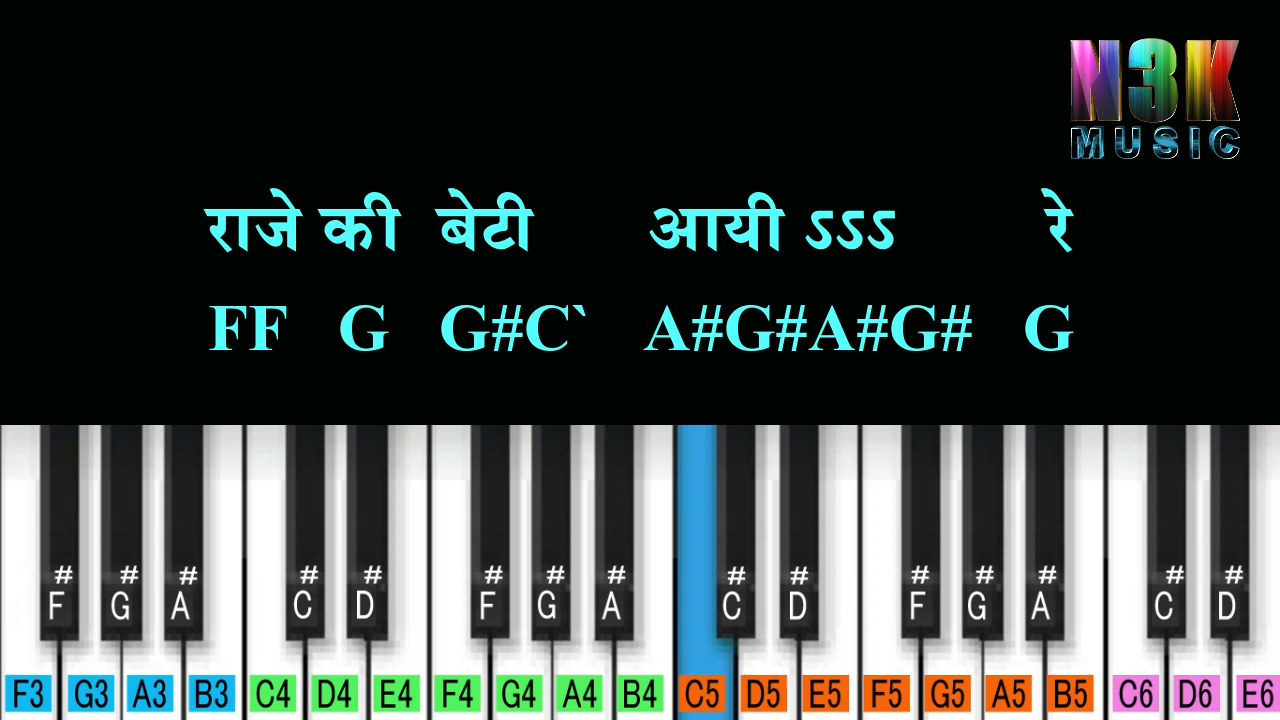 N3K
MUSIC
राजे की बेटी आयी ऽऽऽ रे
FF G G#C` A#G#A#G# G
# # # # # # # # # # # # # # #
F G A C D F G A C D F G A C D
F3 G3 A3 B3 C4 D4 E4 F4 G4 A4 B4 C5 D5 E5 F5 G5 A5 B5 C6 D6 E6